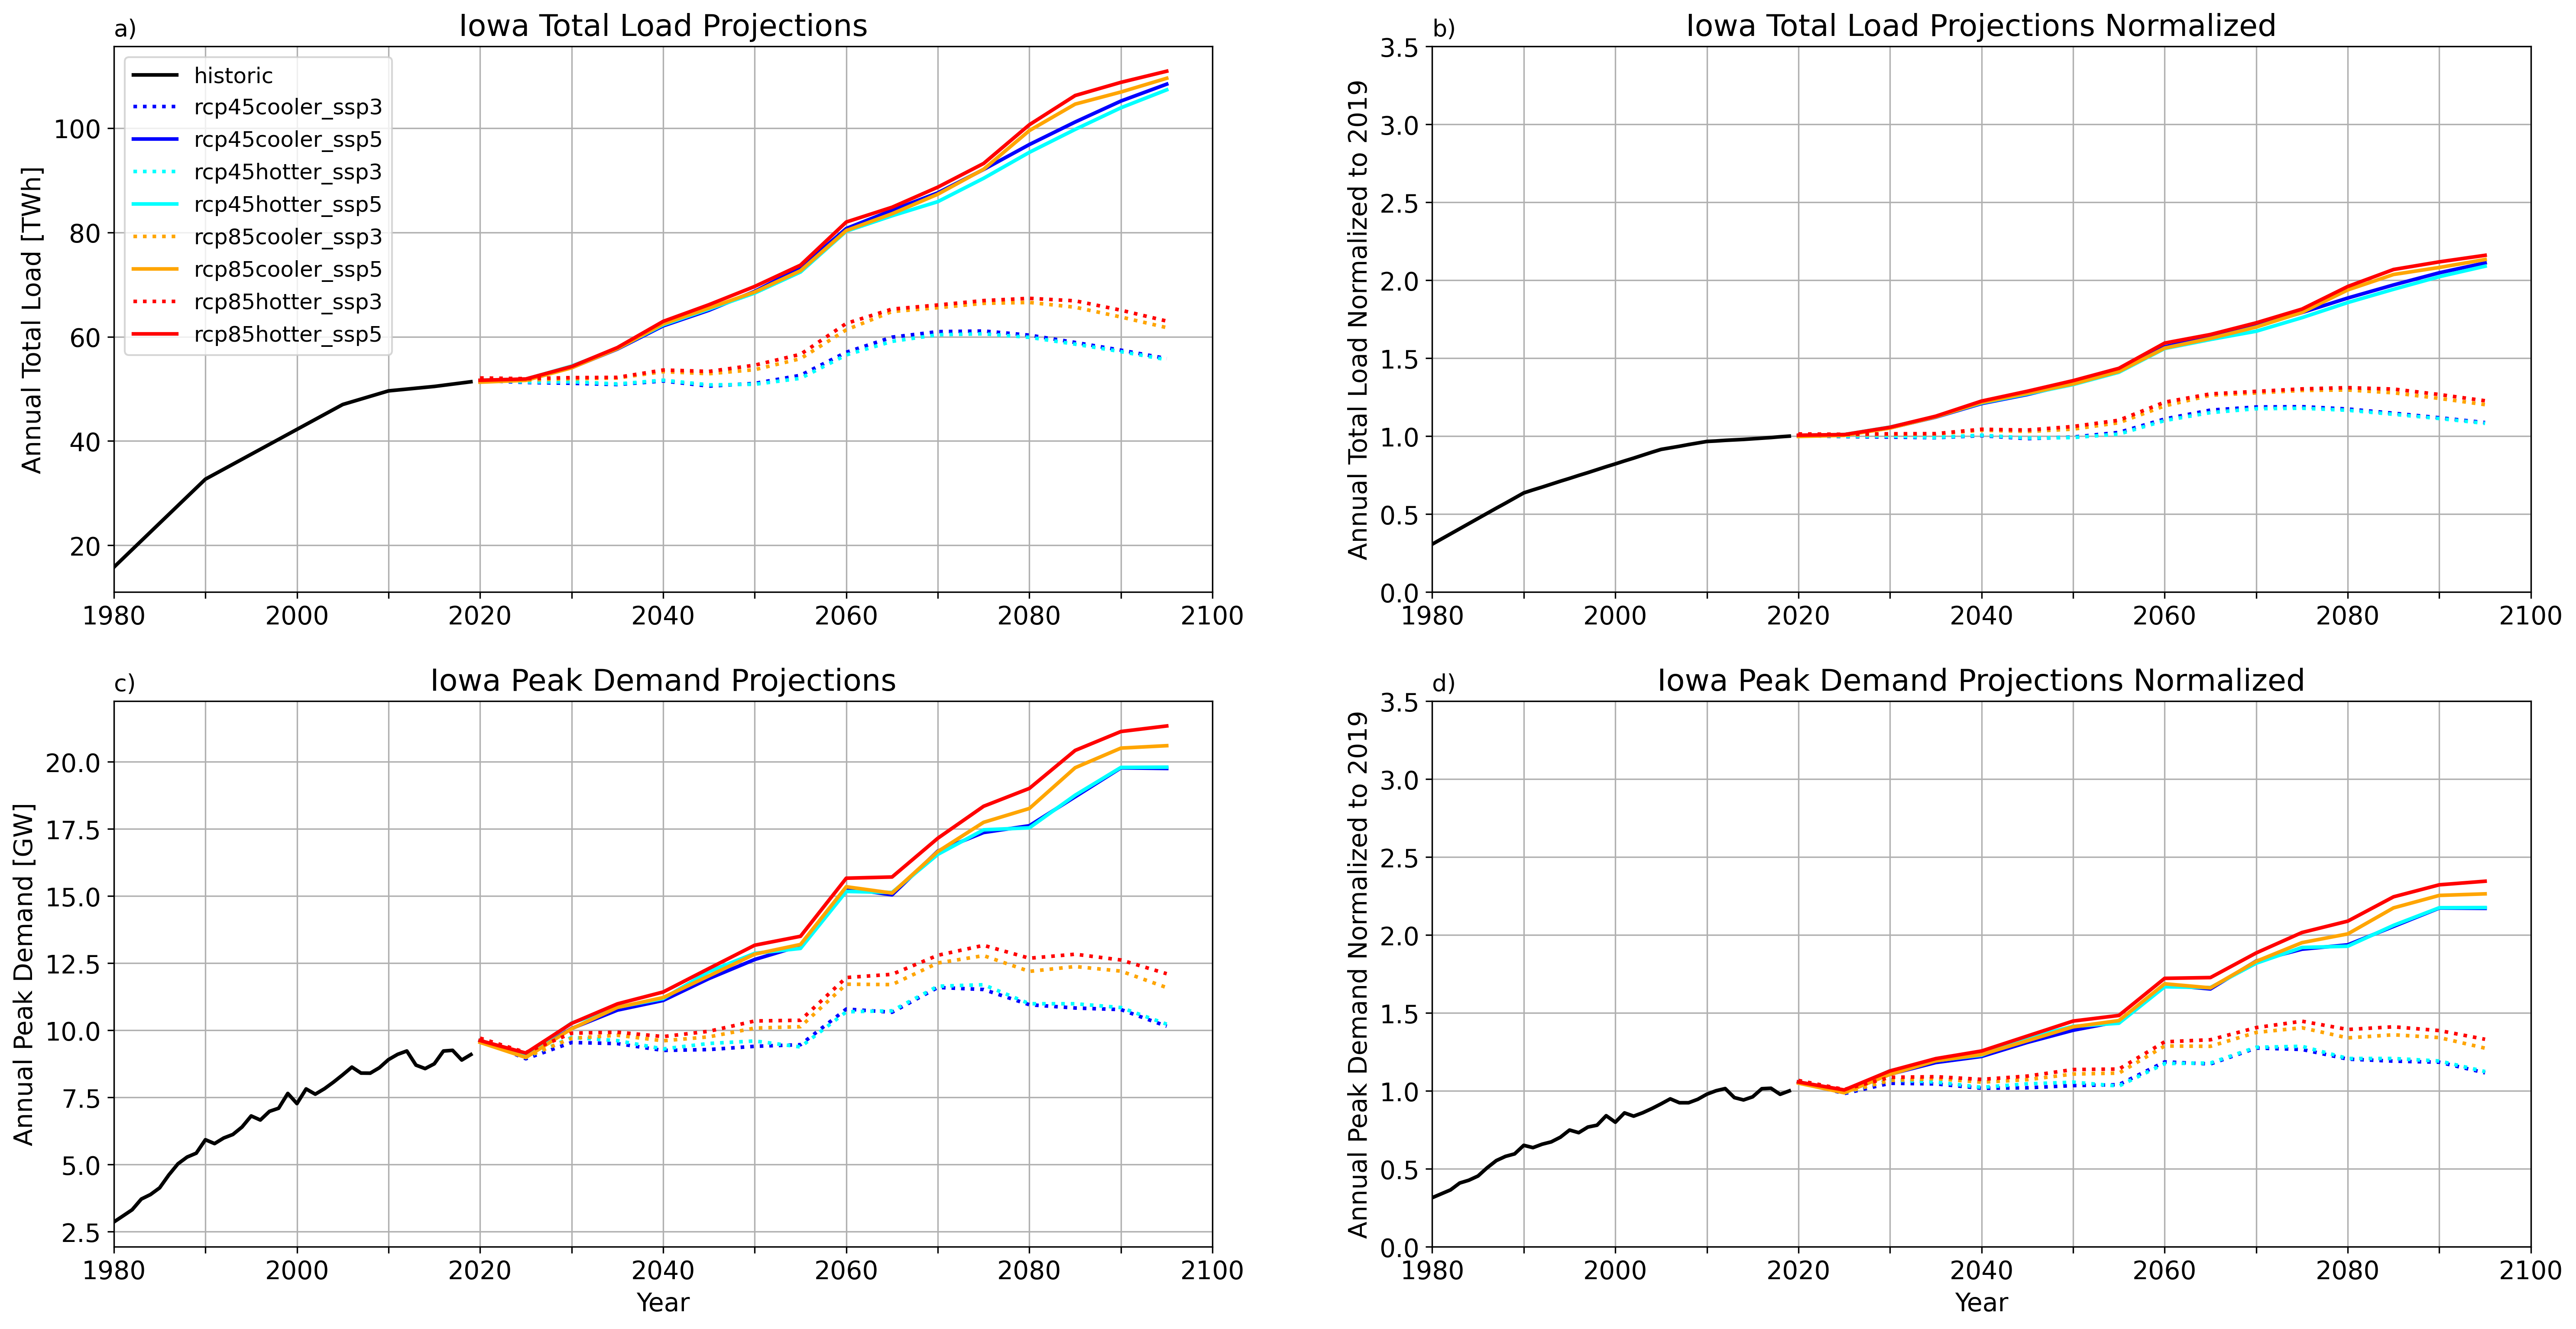 a)
Iowa Total Load Projections
Annual Total Load [TWh]
100
80
60
40
20
historic
rcp45cooler_ssp3
rcp45cooler_ssp5
rcp45hotter_ssp3
rcp45hotter_ssp5
rcp85cooler_ssp3
rcp85cooler_ssp5
rcp85hotter_ssp3
rcp85hotter_ssp5
1980 2000 2020 2040 2060 2080 2100
b)
Iowa Total Load Projections Normalized
Annual Total Load Normalized to 2019
3.5
3.0
2.5
2.0
1.5
1.0
0.5
0.0
1980 2000 2020 2040 2060 2080 2100
c)
Iowa Peak Demand Projections
Annual Peak Demand [GW]
20.0
17.5
15.0
12.5
10.0
7.5
5.0
2.5
1980 2000 2020 2040 2060 2080 2100
Year
d)
Iowa Peak Demand Projections Normalized
Annual Peak Demand Normalized to 2019
3.5
3.0
2.5
2.0
1.5
1.0
0.5
0.0
1980 2000 2020 2040 2060 2080 2100
Year